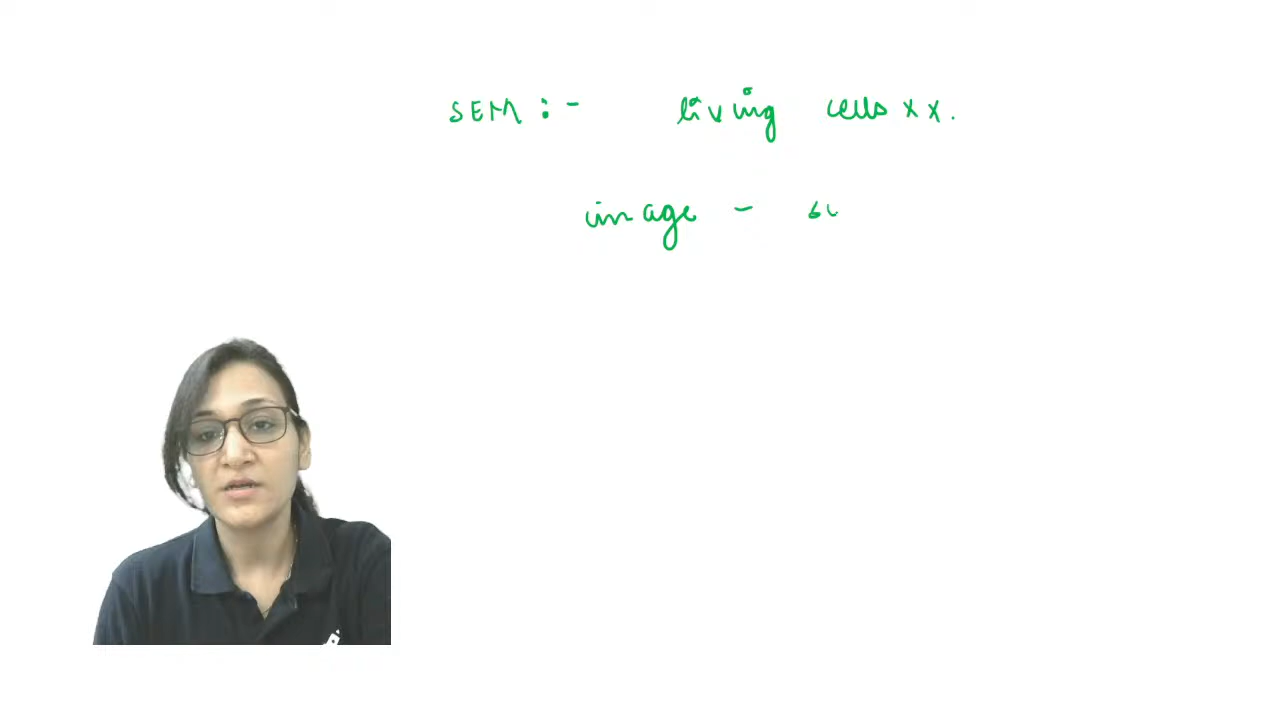 SEM :- living cells x x.
image -